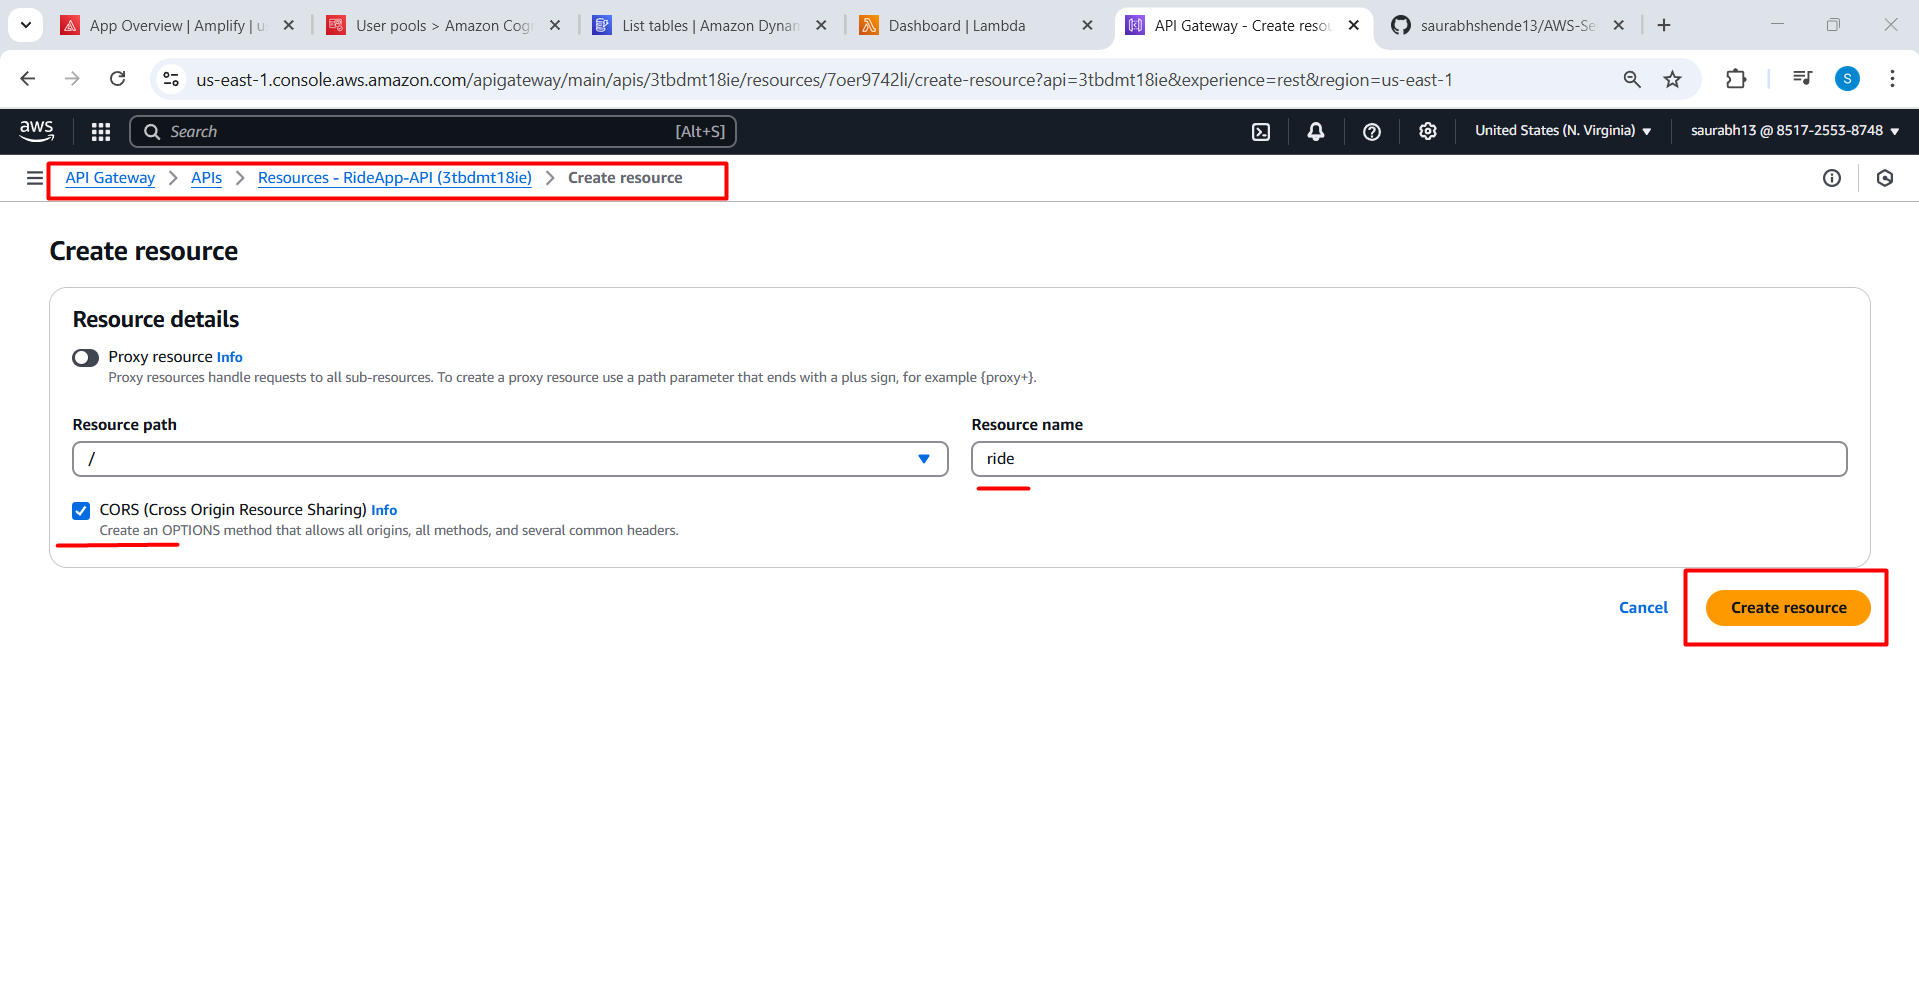 App Overview | Amplify | us
User pools > Amazon Cog
List tables | Amazon Dynam
Dashboard | Lambda
API Gateway - Create resou
saurabhshende13/AWS-Se
us-east-1.console.aws.amazon.com/apigateway/main/apis/3tbdmt18ie/resources/7oer9742li/create-resource?api=3tbdmt18ie&experience=rest&region=us-east-1
S
aws
Search
[Alt+S]
United States (N. Virginia)
saurabh13 @ 8517-2553-8748
API Gateway > APIs > Resources - RideApp-API (3tbdmt18ie) > Create resource
Create resource
Resource details
Proxy resource Info
Proxy resources handle requests to all sub-resources. To create a proxy resource use a path parameter that ends with a plus sign, for example {proxy+}.
Resource path
/
Resource name
ride
CORS (Cross Origin Resource Sharing) Info
Create an OPTIONS method that allows all origins, all methods, and several common headers.
Cancel
Create resource